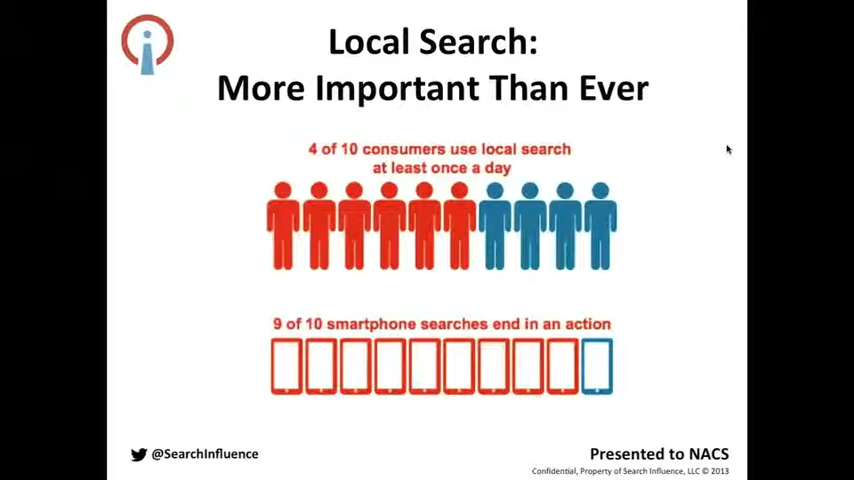 Local Search:
More Important Than Ever
4 of 10 consumers use local search
at least once a day
9 of 10 smartphone searches end in an action
@SearchInfluence
Presented to NACS
Confidential, Property of Search Influence, LLC © 2013